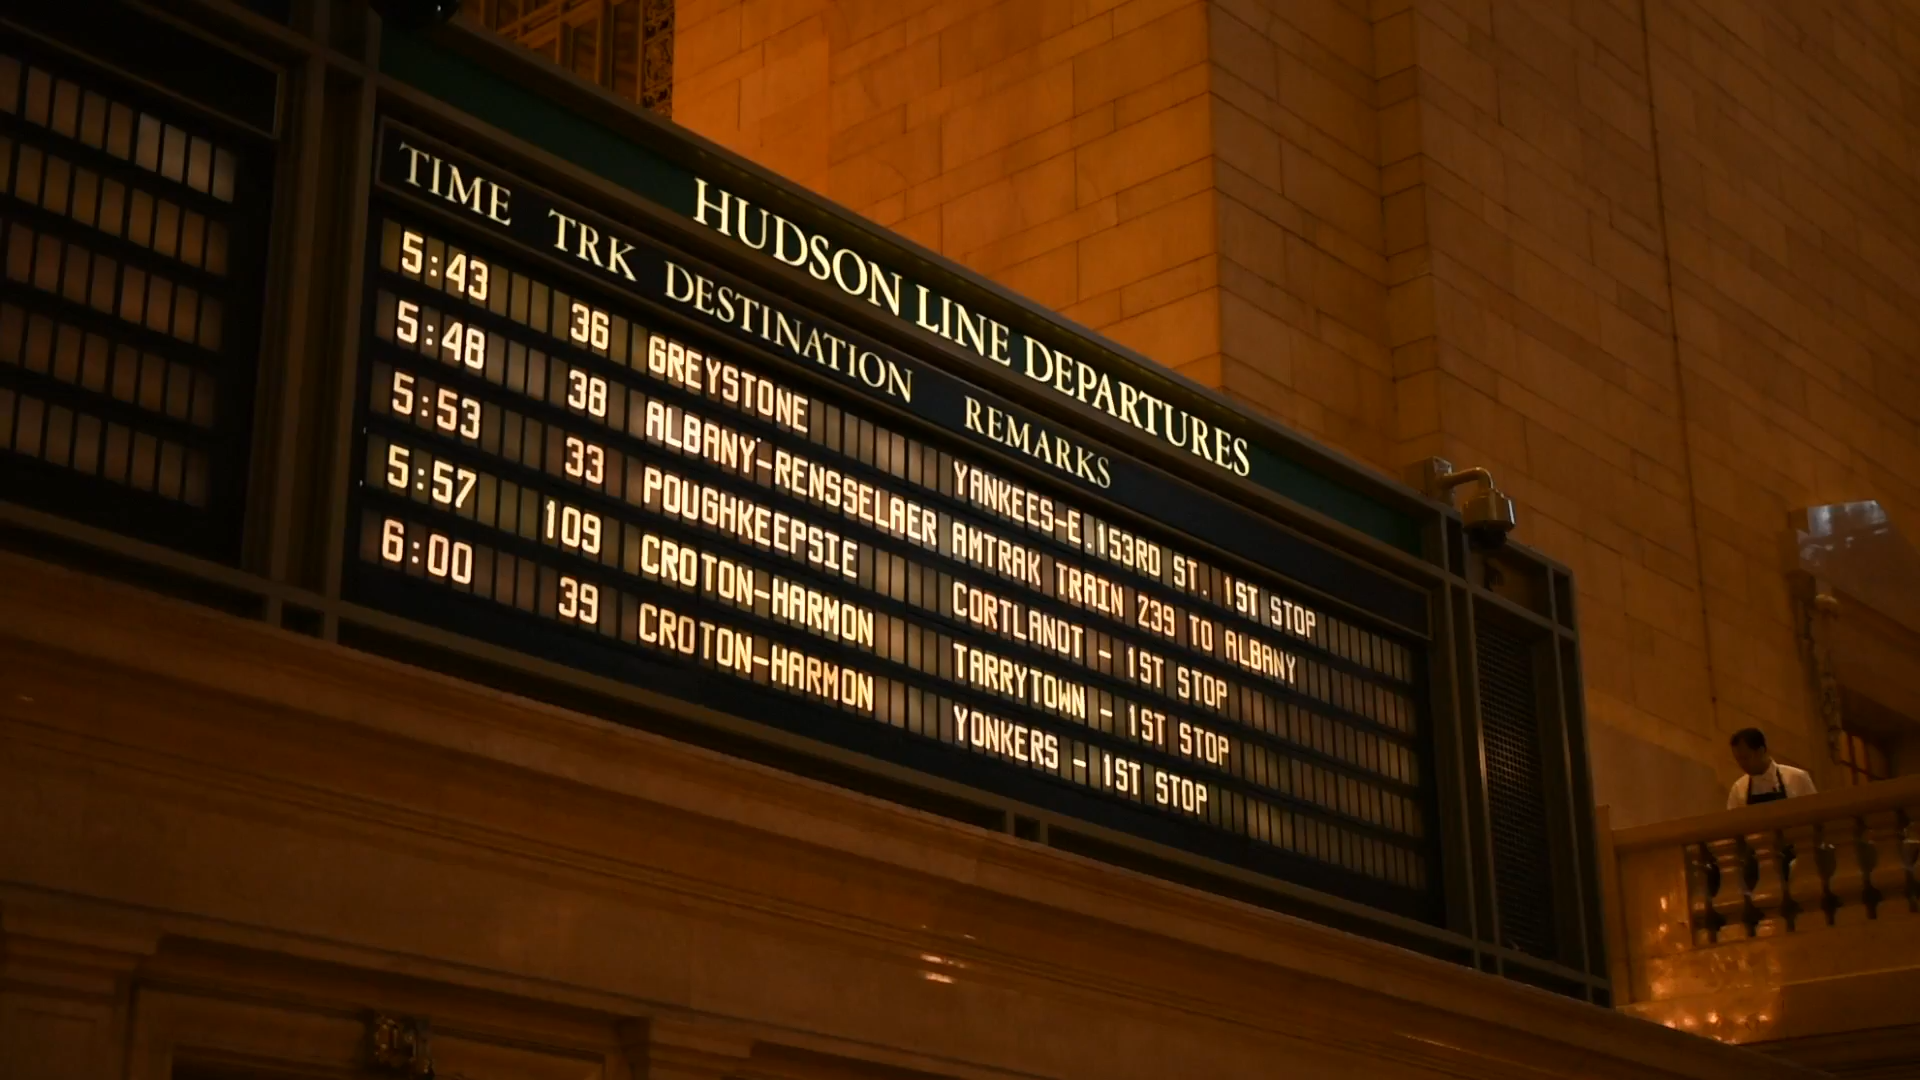 HUDSON LINE DEPARTURES
TIME TRK DESTINATION REMARKS
5:43 36 GREYSTONE YANKEES-E.153RD ST. 1ST STOP
5:48 38 ALBANY-RENSSELAER AMTRAK TRAIN 239 TO ALBANY
5:53 33 POUGHKEEPSIE CORTLANDT - 1ST STOP
5:57 109 CROTON-HARMON TARRYTOWN - 1ST STOP
6:00 39 CROTON-HARMON YONKERS - 1ST STOP